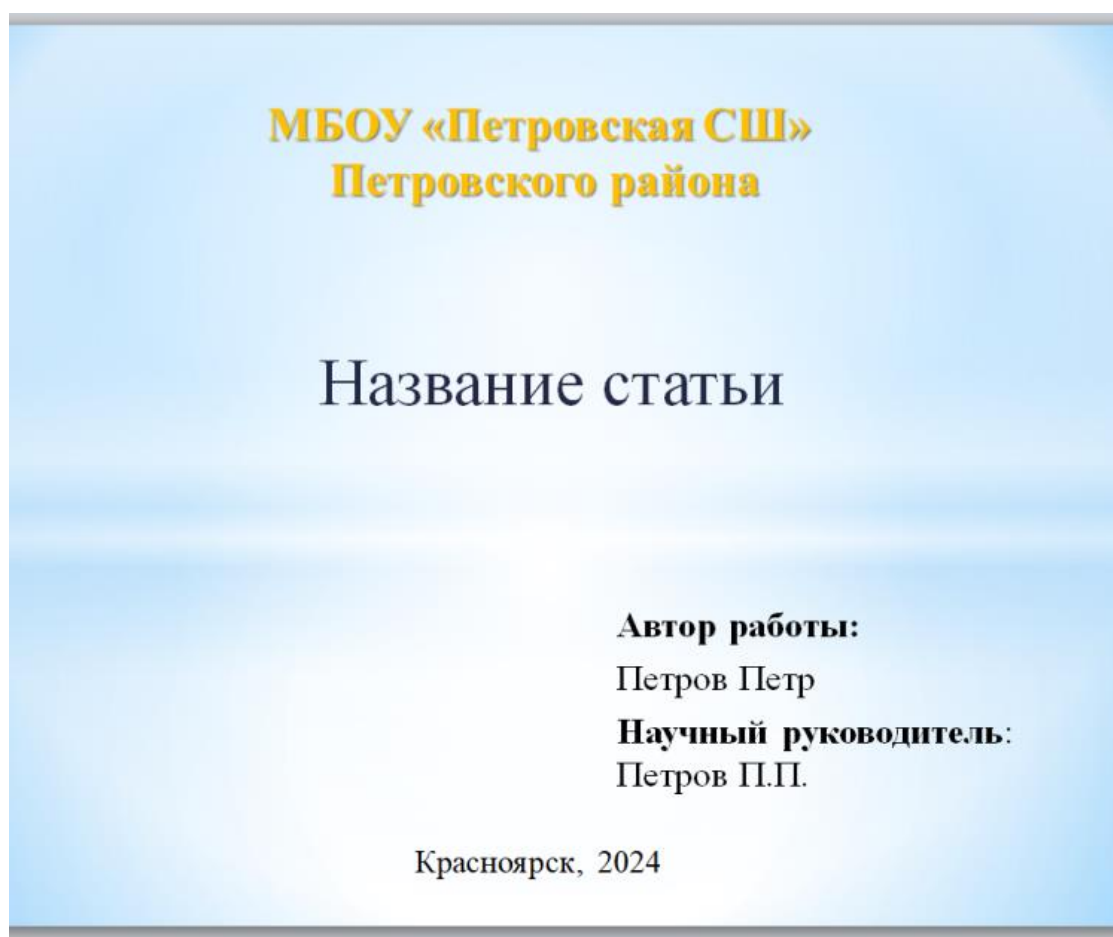 МБОУ «Петровская СШ»
Петровского района
Название статьи
Автор работы:
Петров Петр
Научный руководитель:
Петров П.П.
Красноярск, 2024